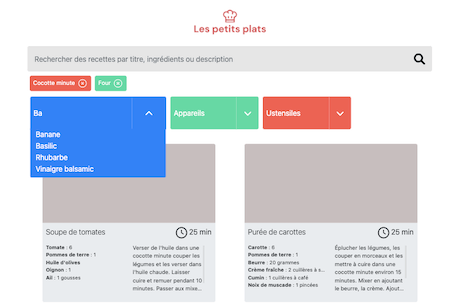 Les petits plats
Rechercher des recettes par titre, ingrédients ou description
Cocotte minute
Four
Ba
Appareils
Ustensiles
Banane
Basilic
Rhubarbe
Vinaigre balsamic
Soupe de tomates
25 min
Tomate : 6
Pommes de terre : 1
Huile d'olives
Oignon : 1
Ail : 1 gousses
Verser de l'huile dans une
cocotte minute couper les
légumes et les verser dans
l'huile chaude. Laisser
cuire et remuer pendant 10
minutes. Passer aux mixe...
Purée de carottes
25 min
Carotte : 6
Pommes de terre : 1
Beurre : 20 grammes
Crème fraîche : 2 cuillères à s...
Cumin : 1 cuillères à café
Noix de muscade : 1 pincées
Éplucher les légumes, les
couper en morceaux et les
mettre à cuire dans une
cocotte minute environ 15
minutes. Mixer en ajoutant
le beurre, la crème. Ajout...